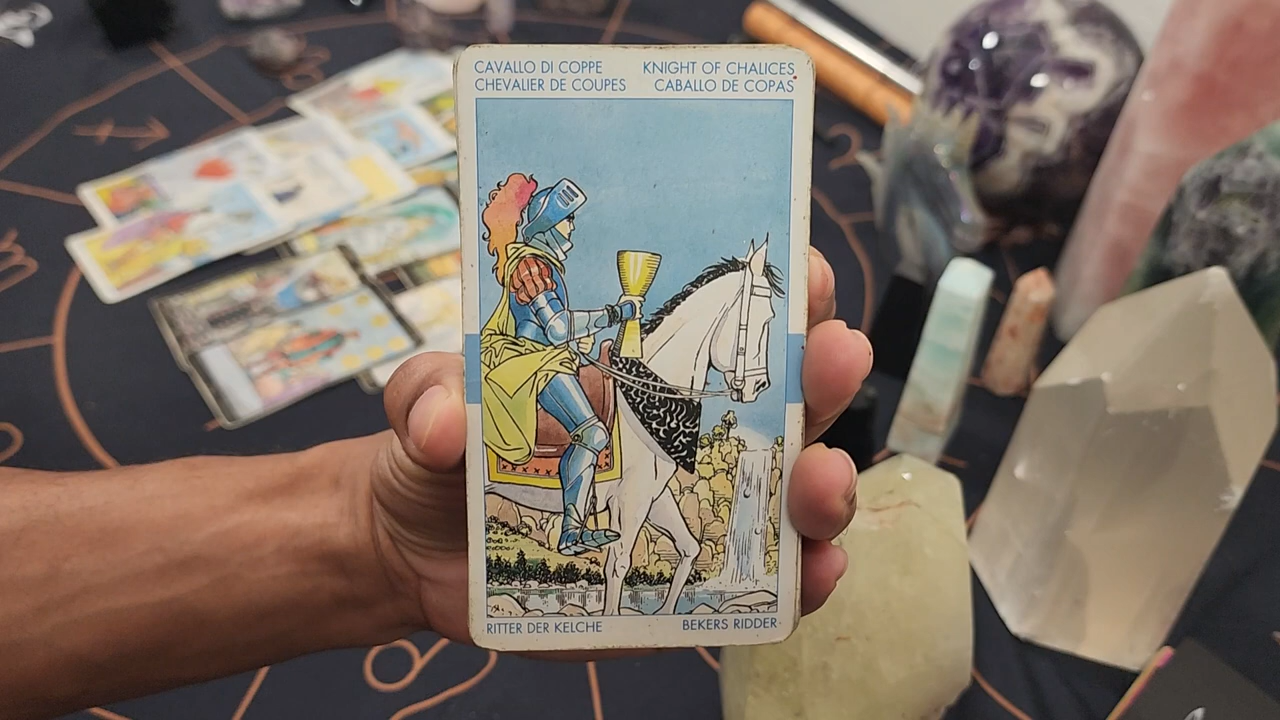 CAVALLO DI COPPE KNIGHT OF CHALICES
CHEVALIER DE COUPES CABALLO DE COPAS
RITTER DER KELCHE BEKERS RIDDER